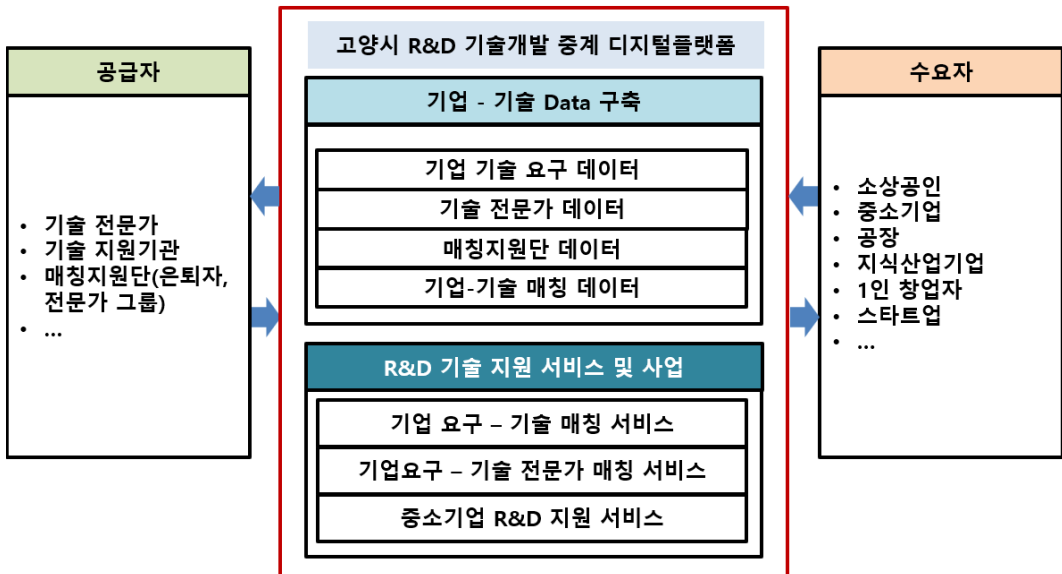 공급자
• 기술 전문가
• 기술 지원기관
• 매칭지원단(은퇴자,
전문가 그룹)
• ...
고양시 R&D 기술개발 중계 디지털플랫폼
기업 - 기술 Data 구축
기업 기술 요구 데이터
기술 전문가 데이터
매칭지원단 데이터
기업-기술 매칭 데이터
R&D 기술 지원 서비스 및 사업
기업 요구 – 기술 매칭 서비스
기업요구 – 기술 전문가 매칭 서비스
중소기업 R&D 지원 서비스
수요자
• 소상공인
• 중소기업
• 공장
• 지식산업기업
• 1인 창업자
• 스타트업
• ...